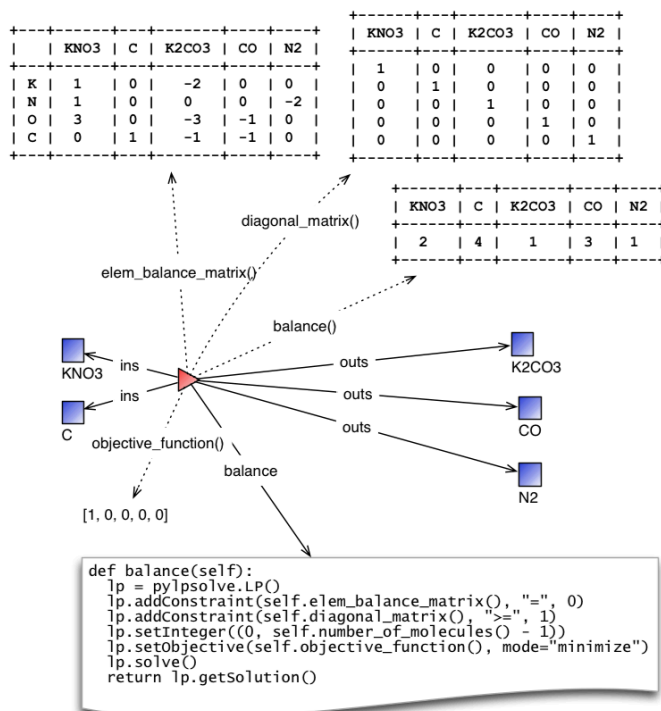 +---+------+---+-------+----+----+
|   | KNO3 | C | K2CO3 | CO | N2 |
+---+------+---+-------+----+----+
| K | 1 | 0 | -2 | 0 | 0 |
| N | 1 | 0 | 0 | 0 | -2 |
| O | 3 | 0 | -3 | -1 | 0 |
| C | 0 | 1 | -1 | -1 | 0 |
+---+------+---+-------+----+----+
+------+---+-------+----+----+
| KNO3 | C | K2CO3 | CO | N2 |
+------+---+-------+----+----+
| 1 | 0 | 0 | 0 | 0 |
| 0 | 1 | 0 | 0 | 0 |
| 0 | 0 | 1 | 0 | 0 |
| 0 | 0 | 0 | 1 | 0 |
| 0 | 0 | 0 | 0 | 1 |
+------+---+-------+----+----+
+------+---+-------+----+----+
| KNO3 | C | K2CO3 | CO | N2 |
+------+---+-------+----+----+
| 2 | 4 | 1 | 3 | 1 |
+------+---+-------+----+----+
diagonal_matrix()
elem_balance_matrix()
balance()
KNO3
ins
outs
K2CO3
C
ins
outs
CO
objective_function()
outs
balance
N2
[1, 0, 0, 0, 0]
def balance(self):
  lp = pylpsolve.LP()
  lp.addConstraint(self.elem_balance_matrix(), "=", 0)
  lp.addConstraint(self.diagonal_matrix(), ">=", 1)
  lp.setInteger((0, self.number_of_molecules() - 1))
  lp.setObjective(self.objective_function(), mode="minimize")
  lp.solve()
  return lp.getSolution()